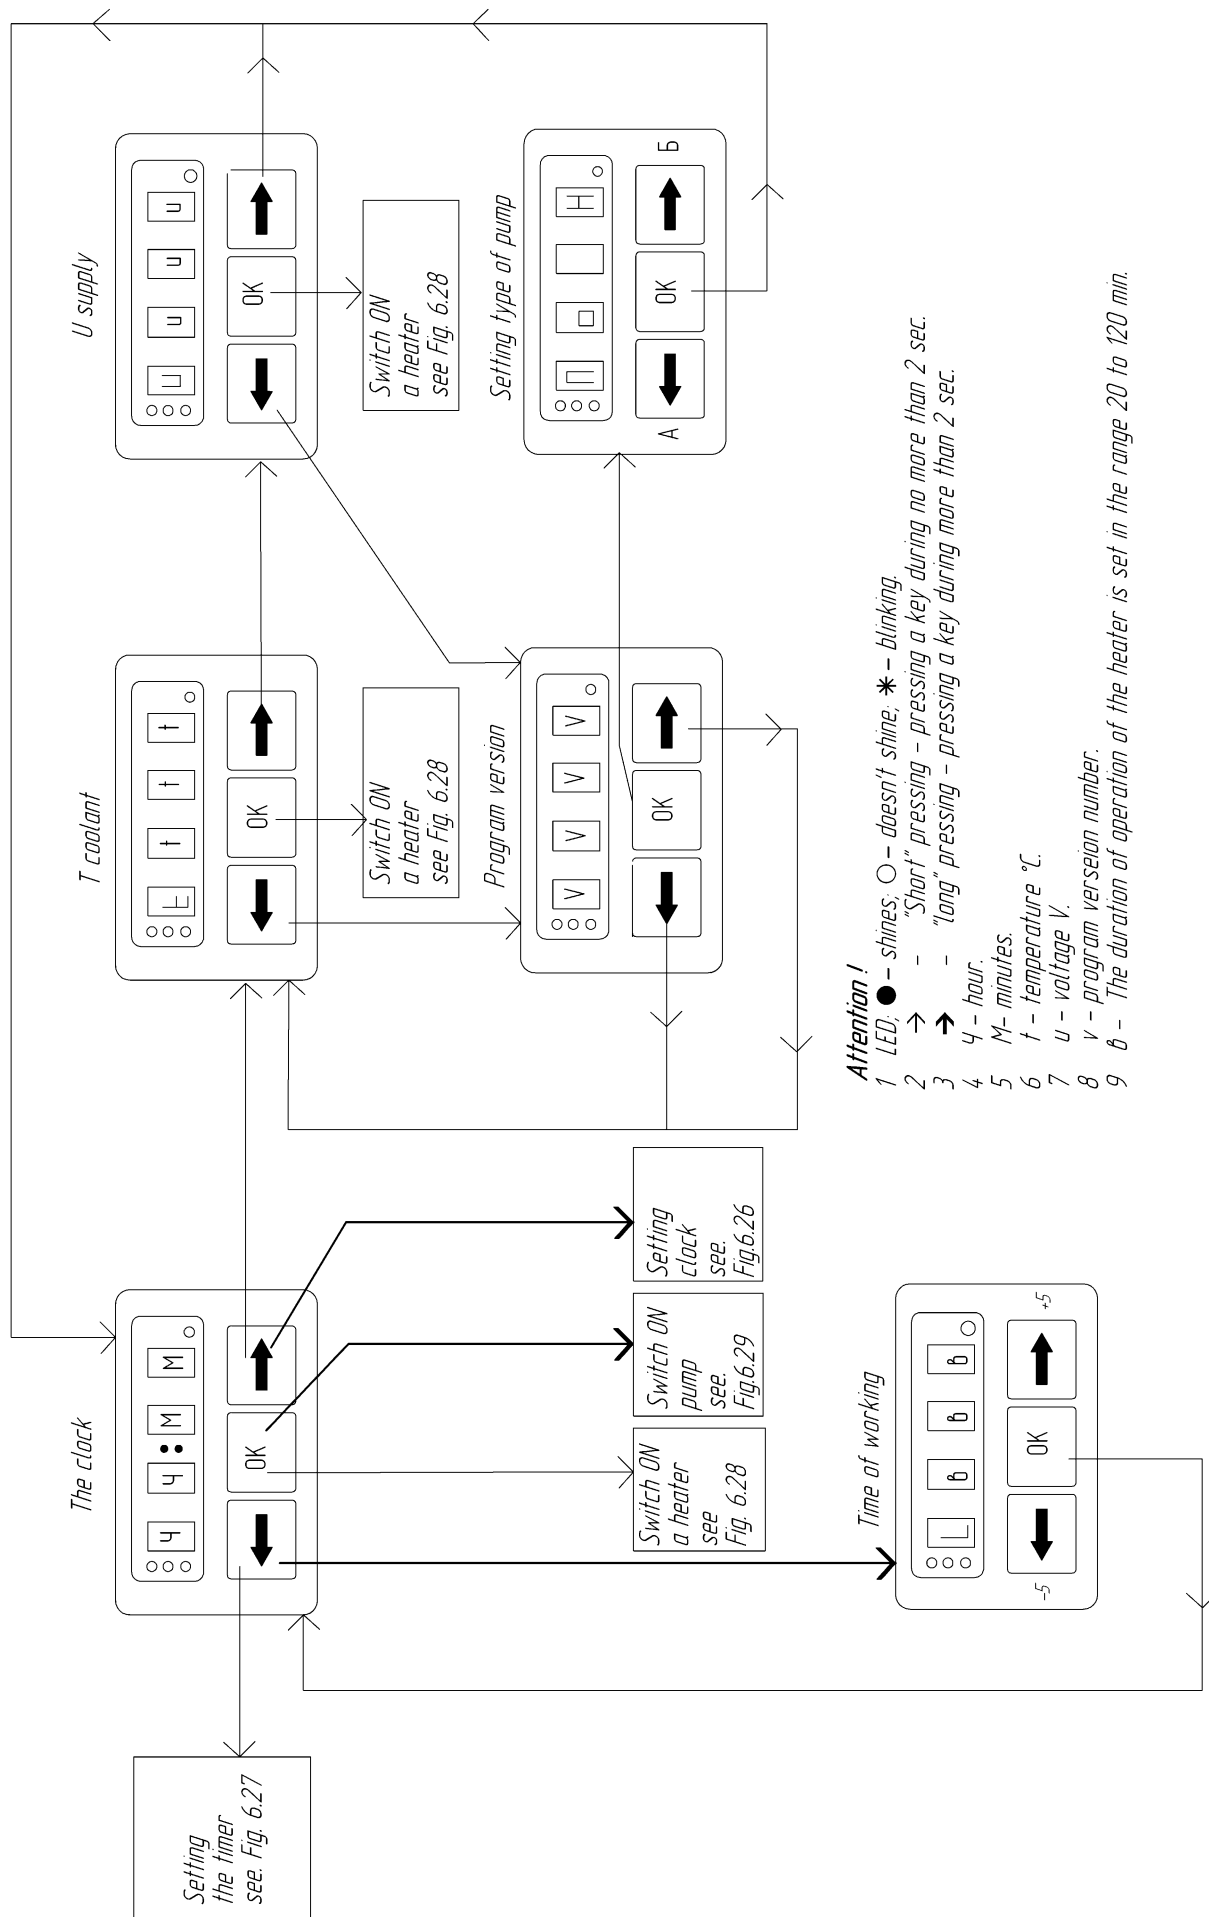 The clock
Ч Ч : М М
OK
T coolant
t t t t
OK
U supply
U u u u
OK
Setting
the timer
see. Fig. 6.27
Switch ON
a heater
see Fig. 6.28
Switch ON
a heater
see Fig. 6.28
Program version
V V V V
OK
Setting type of pump
П о Н
А OK Б
Switch ON
a heater
see
Fig. 6.28
Switch ON
pump
see.
Fig.6.29
Setting
clock
see.
Fig.6.26
Time of working
L в в в
-5 OK +5
Attention !
1 LED; ● – shines; ○ – doesn't shine; ✱ – blinking.
2 → – "Short" pressing – pressing a key during no more than 2 sec.
3 → – "long" pressing – pressing a key during more than 2 sec.
4 Ч – hour.
5 М – minutes.
6 t – temperature °C.
7 u – voltage V.
8 v – program verseion number.
9 в – The duration of operation of the heater is set in the range 20 to 120 min.